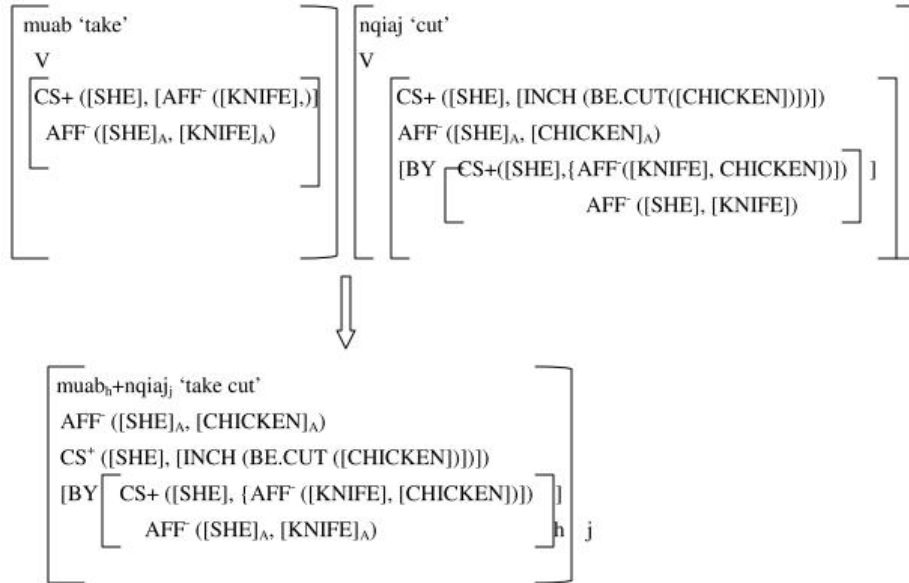 muab ‘take’
V
CS+ ([SHE], [AFF⁻ ([KNIFE],)]
AFF⁻ ([SHE]A, [KNIFE]A)
nqiaj ‘cut’
V
CS+ ([SHE], [INCH (BE.CUT([CHICKEN])])])
AFF⁻ ([SHE]A, [CHICKEN]A)
[BY CS+([SHE],{AFF⁻([KNIFE], CHICKEN])]) ]
AFF⁻ ([SHE], [KNIFE])
muabh+nqiajj ‘take cut’
AFF⁻ ([SHE]A, [CHICKEN]A)
CS⁺ ([SHE], [INCH (BE.CUT ([CHICKEN])])])
[BY CS+ ([SHE], {AFF⁻ ([KNIFE], [CHICKEN])]) ]
AFF⁻ ([SHE]A, [KNIFE]A) h j